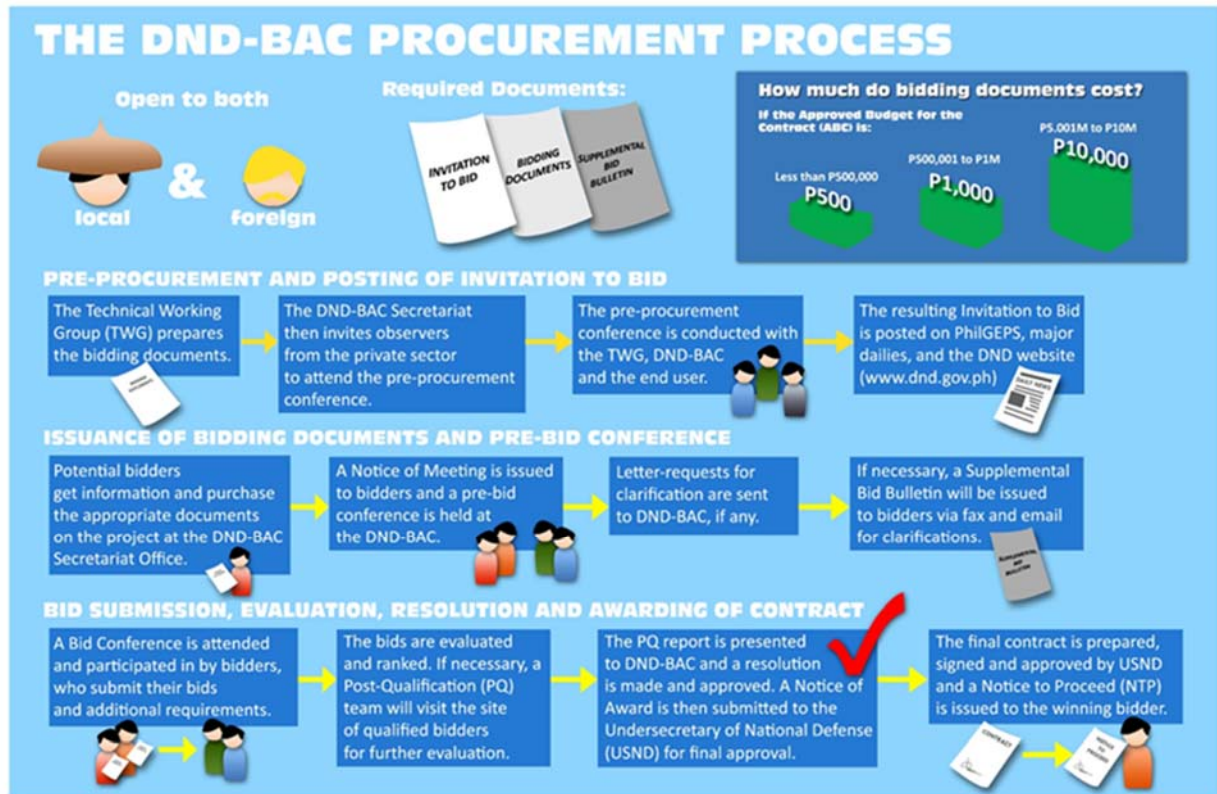 THE DND-BAC PROCUREMENT PROCESS
Open to both
local
&
foreign
Required Documents:
INVITATION
TO BID
BIDDING
DOCUMENTS
SUPPLEMENTAL
BID
BULLETIN
How much do bidding documents cost?
If the Approved Budget for the
Contract (ABC) is:
Less than P500,000
P500
P500,001 to P1M
P1,000
P5.001M to P10M
P10,000
PRE-PROCUREMENT AND POSTING OF INVITATION TO BID
The Technical Working
Group (TWG) prepares
the bidding documents.
The DND-BAC Secretariat
then invites observers
from the private sector
to attend the pre-procurement
conference.
The pre-procurement
conference is conducted with
the TWG, DND-BAC
and the end user.
The resulting Invitation to Bid
is posted on PhilGEPS, major
dailies, and the DND website
(www.dnd.gov.ph)
DAILY NEWS
ISSUANCE OF BIDDING DOCUMENTS AND PRE-BID CONFERENCE
Potential bidders
get information and purchase
the appropriate documents
on the project at the DND-BAC
Secretariat Office.
A Notice of Meeting is issued
to bidders and a pre-bid
conference is held at
the DND-BAC.
Letter-requests for
clarification are sent
to DND-BAC, if any.
If necessary, a Supplemental
Bid Bulletin will be issued
to bidders via fax and email
for clarifications.
SUPPLEMENTAL
BID
BULLETIN
BID SUBMISSION, EVALUATION, RESOLUTION AND AWARDING OF CONTRACT
A Bid Conference is attended
and participated in by bidders,
who submit their bids
and additional requirements.
The bids are evaluated
and ranked. If necessary, a
Post-Qualification (PQ)
team will visit the site
of qualified bidders
for further evaluation.
The PQ report is presented
to DND-BAC and a resolution
is made and approved. A Notice of
Award is then submitted to the
Undersecretary of National Defense
(USND) for final approval.
The final contract is prepared,
signed and approved by USND
and a Notice to Proceed (NTP)
is issued to the winning bidder.
CONTRACT
NOTICE
TO
PROCEED